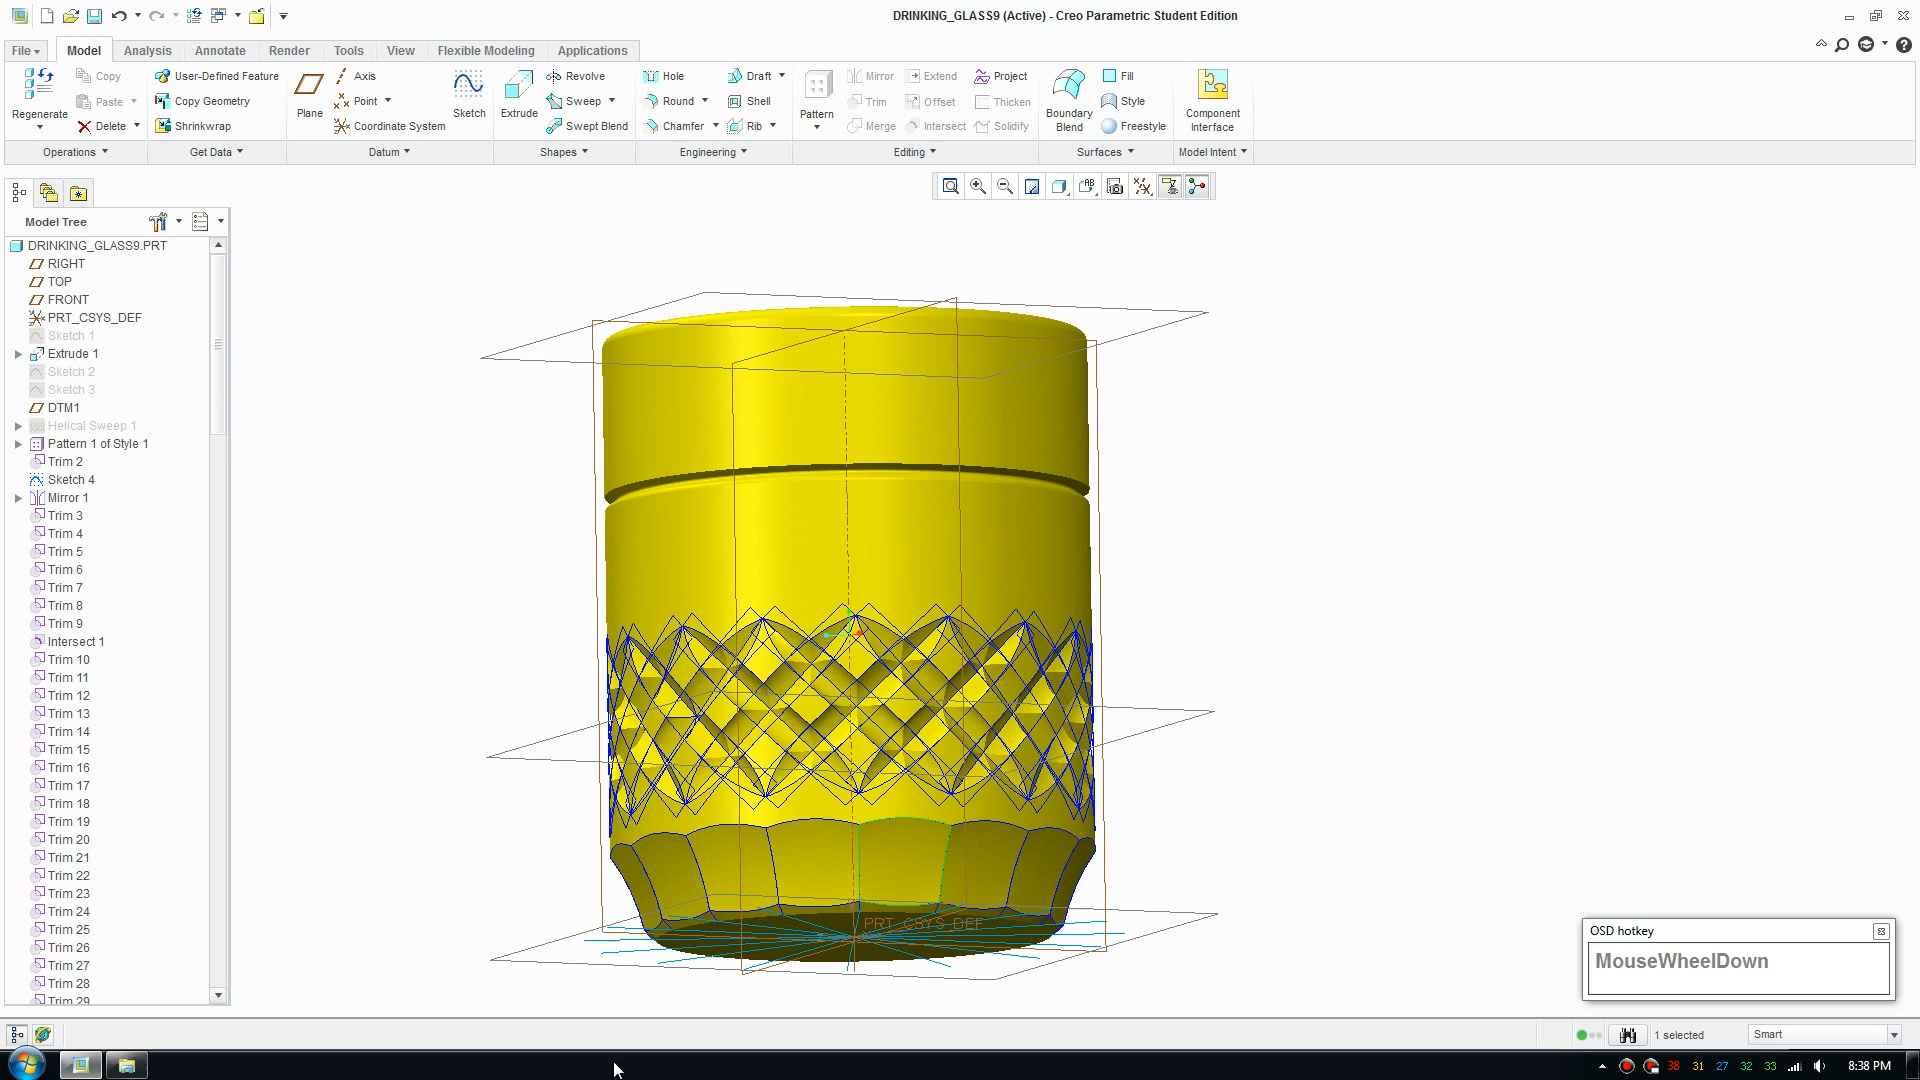 DRINKING_GLASS9 (Active) - Creo Parametric Student Edition
File Model Analysis Annotate Render Tools View Flexible Modeling Applications
Regenerate
Copy
Paste
Delete
Operations
User-Defined Feature
Copy Geometry
Shrinkwrap
Get Data
Plane
Axis
Point
Coordinate System
Sketch
Datum
Extrude
Revolve
Sweep
Swept Blend
Shapes
Hole
Round
Chamfer
Draft
Shell
Rib
Engineering
Pattern
Mirror
Trim
Merge
Extend
Offset
Intersect
Project
Thicken
Solidify
Editing
Boundary
Blend
Fill
Style
Freestyle
Surfaces
Component
Interface
Model Intent
Model Tree
DRINKING_GLASS9.PRT
RIGHT
TOP
FRONT
PRT_CSYS_DEF
Sketch 1
Extrude 1
Sketch 2
Sketch 3
DTM1
Helical Sweep 1
Pattern 1 of Style 1
Trim 2
Sketch 4
Mirror 1
Trim 3
Trim 4
Trim 5
Trim 6
Trim 7
Trim 8
Trim 9
Intersect 1
Trim 10
Trim 11
Trim 12
Trim 13
Trim 14
Trim 15
Trim 16
Trim 17
Trim 18
Trim 19
Trim 20
Trim 21
Trim 22
Trim 23
Trim 24
Trim 25
Trim 26
Trim 27
Trim 28
Trim 29
PRT_CSYS_DEF
OSD hotkey
MouseWheelDown
1 selected
Smart
38 31 27 32 33
8:38 PM